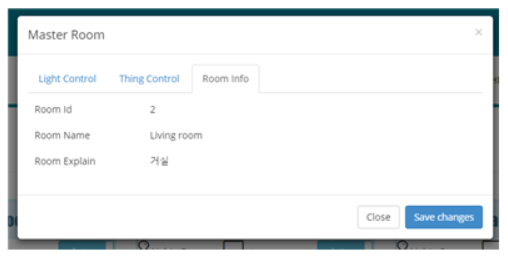 Master Room ×
Light Control Thing Control Room Info
Room Id 2
Room Name Living room
Room Explain 거실
Close Save changes